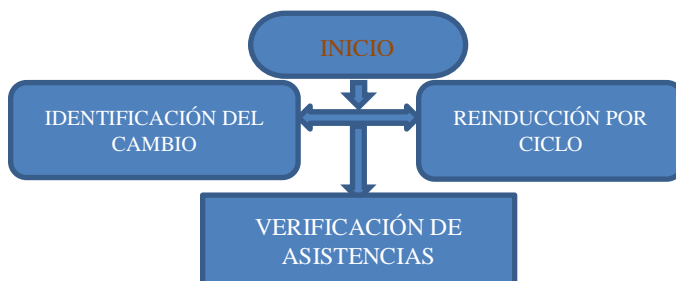 INICIO
IDENTIFICACIÓN DEL
CAMBIO
REINDUCCIÓN POR
CICLO
VERIFICACIÓN DE
ASISTENCIAS